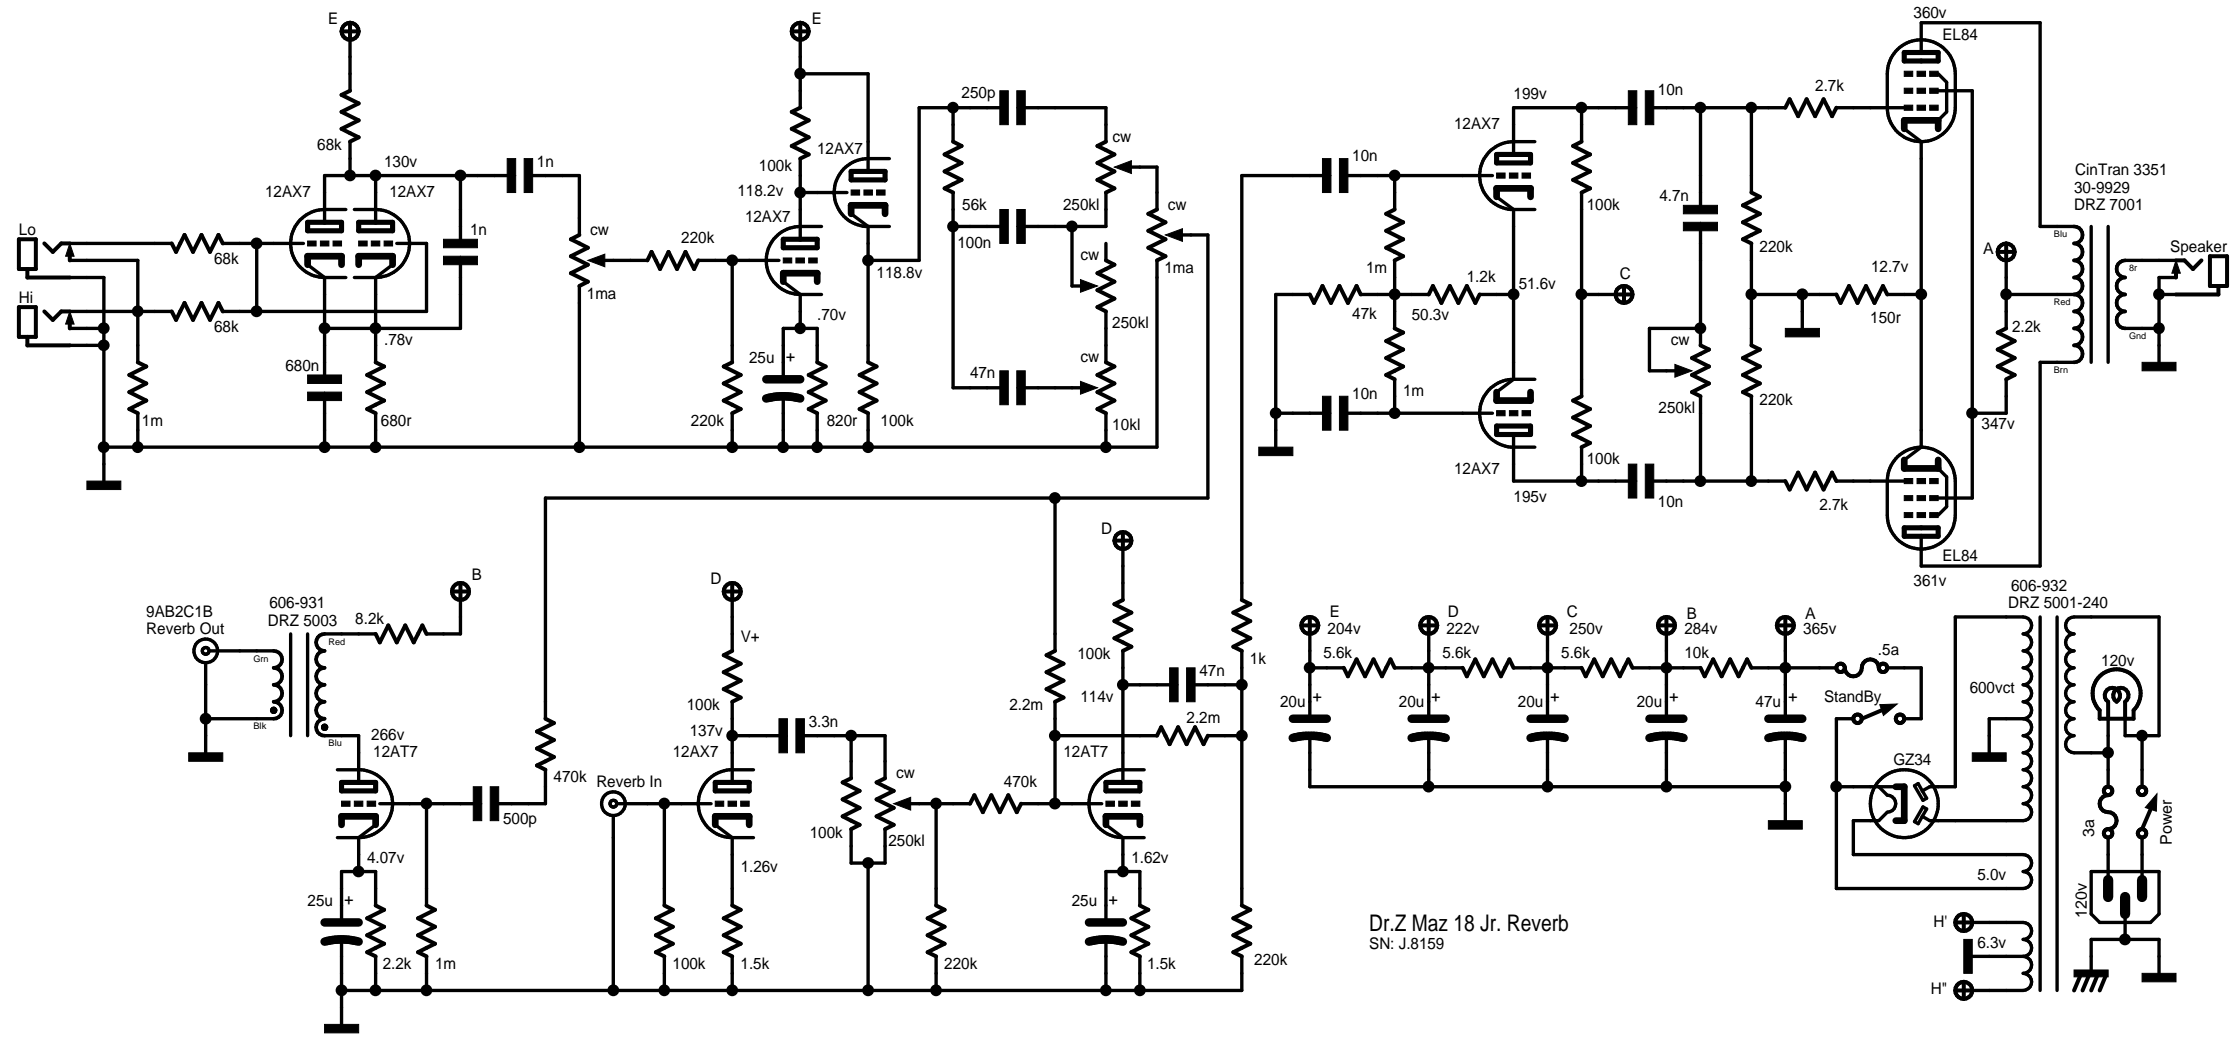 E
68k
130v
12AX7
12AX7
1n
1n
Lo
68k
Hi
68k
1m
680n
.78v
680r
cw
1ma
220k
220k
E
100k
12AX7
118.2v
12AX7
118.8v
.70v
25u +
820r
100k
250p
56k
100n
47n
cw
250kl
cw
250kl
cw
10kl
cw
1ma
10n
1m
47k
50.3v
1.2k
51.6v
1m
10n
199v
12AX7
12AX7
195v
100k
C
100k
10n
4.7n
cw
250kl
10n
220k
220k
2.7k
2.7k
12.7v
150r
360v
EL84
EL84
361v
347v
A
2.2k
CinTran 3351
30-9929
DRZ 7001
Blu
Red
Brn
8r
Gnd
Speaker
9AB2C1B
Reverb Out
606-931
DRZ 5003
Grn
Blk
Red
Blu
8.2k
B
266v
12AT7
4.07v
25u +
2.2k
1m
500p
470k
D
V+
100k
137v
12AX7
Reverb In
1.26v
100k
1.5k
3.3n
100k
cw
250kl
220k
470k
2.2m
D
100k
114v
12AT7
47n
2.2m
1.62v
25u +
1.5k
1k
220k
E
204v
D
222v
C
250v
B
284v
A
365v
5.6k
5.6k
5.6k
10k
20u +
20u +
20u +
20u +
47u +
.5a
StandBy
GZ34
606-932
DRZ 5001-240
600vct
5.0v
6.3v
H'
H"
120v
3a
Power
120v
Dr.Z Maz 18 Jr. Reverb
SN: J.8159